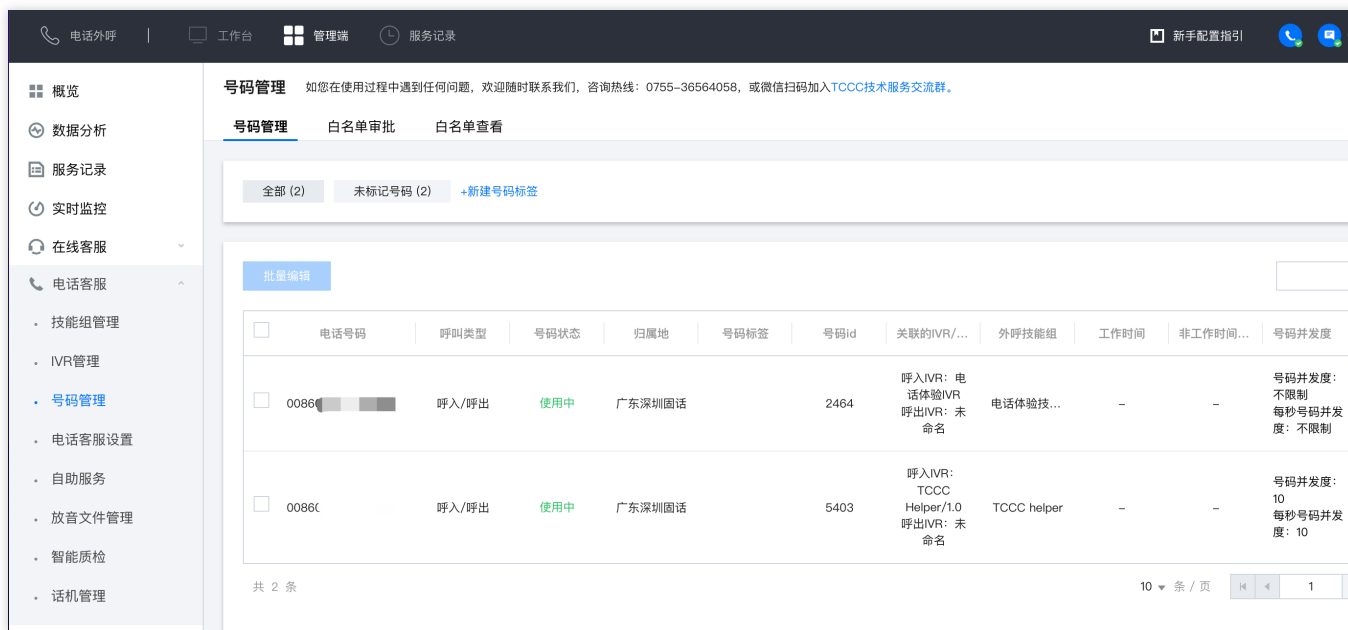 电话外呼 | 工作台 管理端 服务记录 新手配置指引
概览
数据分析
服务记录
实时监控
在线客服
电话客服
技能组管理
IVR管理
号码管理
电话客服设置
自助服务
放音文件管理
智能质检
话机管理
号码管理 如您在使用过程中遇到任何问题，欢迎随时联系我们，咨询热线：0755-36564058，或微信扫码加入TCCC技术服务交流群。
号码管理 白名单审批 白名单查看
全部 (2) 未标记号码 (2) +新建号码标签
批量编辑
电话号码 呼叫类型 号码状态 归属地 号码标签 号码id 关联的IVR/... 外呼技能组 工作时间 非工作时间... 号码并发度
0086 呼入/呼出 使用中 广东深圳固话 2464
呼入IVR：电
话体验IVR
呼出IVR：未
命名
电话体验技... – –
号码并发度：
不限制
每秒号码并发
度：不限制
0086 呼入/呼出 使用中 广东深圳固话 5403
呼入IVR：
TCCC
Helper/1.0
呼出IVR：未
命名
TCCC helper – –
号码并发度：
10
每秒号码并发
度：10
共 2 条 10 条 / 页 1